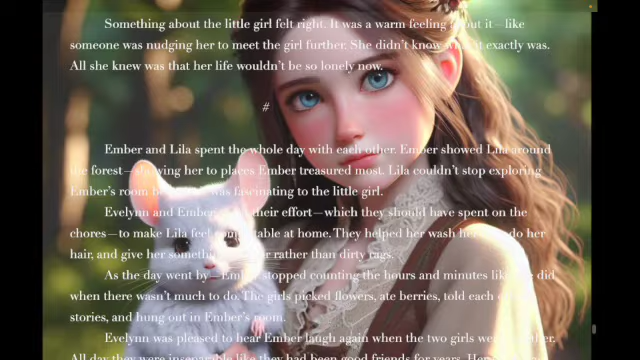 Something about the little girl felt right. It was a warm feeling about it—like
someone was nudging her to meet the girl further. She didn't know what it exactly was.
All she knew was that her life wouldn't be so lonely now.
#
Ember and Lila spent the whole day with each other. Ember showed Lila around
the forest—showing her to places Ember treasured most. Lila couldn't stop exploring
Ember's room was fascinating to the little girl.
Evelynn and Ember their effort—which they should have spent on the
chores—to make Lila feel comfortable at home. They helped her wash her do her
hair, and give her something rather than dirty rags.
As the day went by—Ember stopped counting the hours and minutes like she did
when there wasn't much to do. The girls picked flowers, ate berries, told each
stories, and hung out in Ember's room.
Evelynn was pleased to hear Ember laugh again when the two girls were
All day they were inseparable like they had been good friends for years.